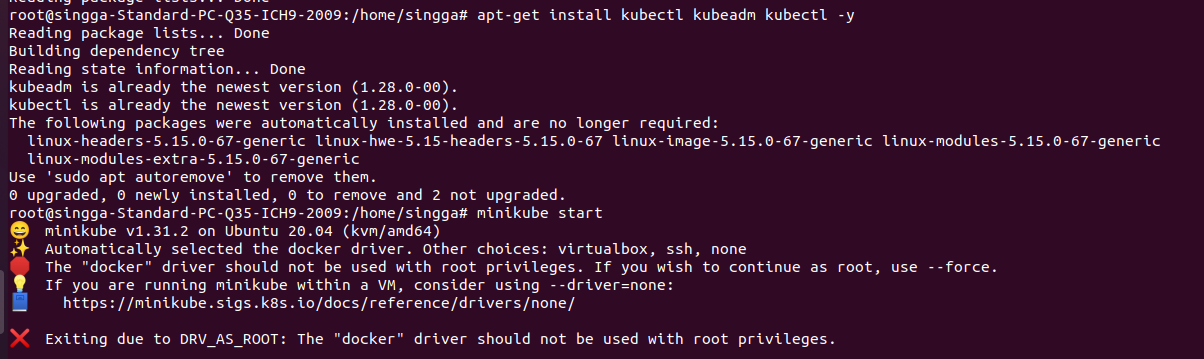 Reading package lists... Done
root@singga-Standard-PC-Q35-ICH9-2009:/home/singga# apt-get install kubectl kubeadm kubectl -y
Reading package lists... Done
Building dependency tree
Reading state information... Done
kubeadm is already the newest version (1.28.0-00).
kubectl is already the newest version (1.28.0-00).
The following packages were automatically installed and are no longer required:
  linux-headers-5.15.0-67-generic linux-hwe-5.15-headers-5.15.0-67 linux-image-5.15.0-67-generic linux-modules-5.15.0-67-generic
  linux-modules-extra-5.15.0-67-generic
Use 'sudo apt autoremove' to remove them.
0 upgraded, 0 newly installed, 0 to remove and 2 not upgraded.
root@singga-Standard-PC-Q35-ICH9-2009:/home/singga# minikube start
😄  minikube v1.31.2 on Ubuntu 20.04 (kvm/amd64)
✨  Automatically selected the docker driver. Other choices: virtualbox, ssh, none
🛑  The "docker" driver should not be used with root privileges. If you wish to continue as root, use --force.
💡  If you are running minikube within a VM, consider using --driver=none:
📘    https://minikube.sigs.k8s.io/docs/reference/drivers/none/
❌  Exiting due to DRV_AS_ROOT: The "docker" driver should not be used with root privileges.